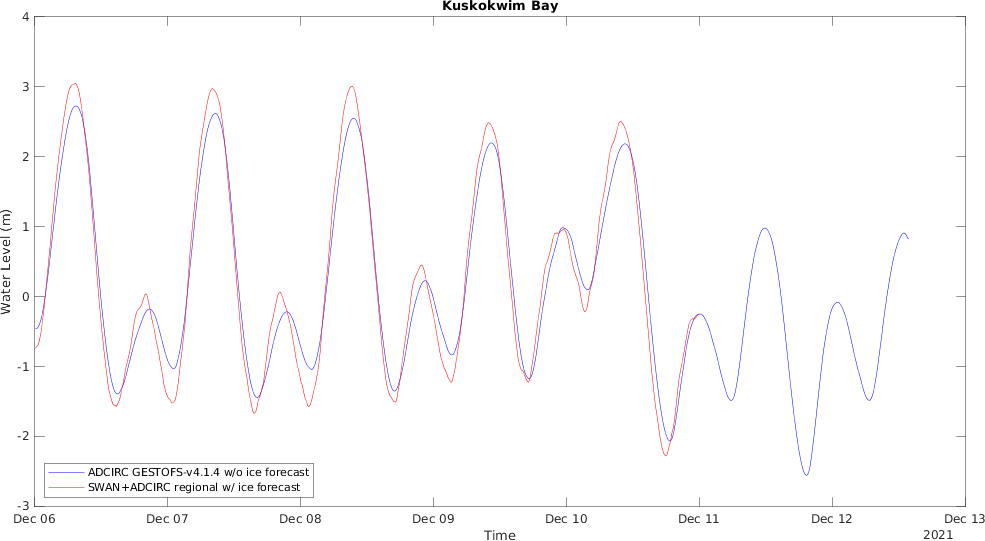 Kuskokwim Bay
4
3
2
1
0
-1
-2
-3
Water Level (m)
ADCIRC GESTOFS-v4.1.4 w/o ice forecast
SWAN+ADCIRC regional w/ ice forecast
Dec 06 Dec 07 Dec 08 Dec 09 Dec 10 Dec 11 Dec 12 Dec 13
Time
2021